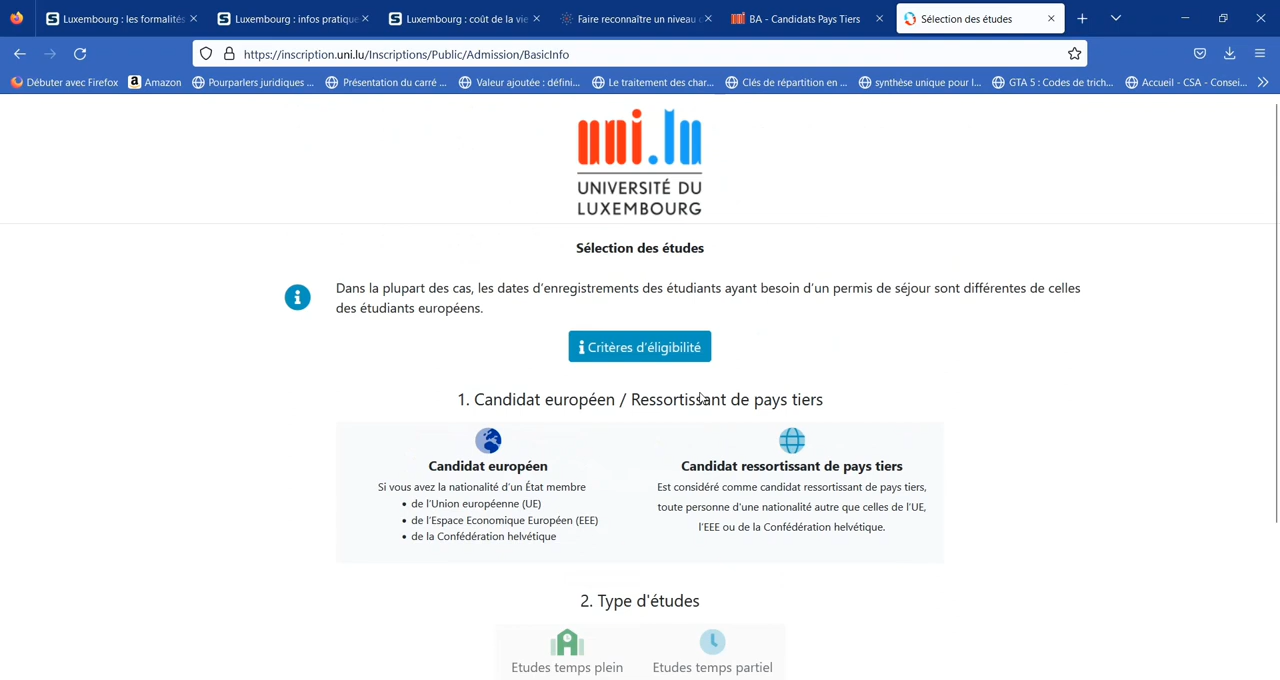 Luxembourg : les formalités
Luxembourg : infos pratique
Luxembourg : coût de la vie
Faire reconnaître un niveau
BA - Candidats Pays Tiers
Sélection des études
https://inscription.uni.lu/Inscriptions/Public/Admission/BasicInfo
Débuter avec Firefox
Amazon
Pourparlers juridiques ...
Présentation du carré ...
Valeur ajoutée : défini...
Le traitement des char...
Clés de répartition en ...
synthèse unique pour l...
GTA 5 : Codes de trich...
Accueil - CSA - Consei...
uni.lu
UNIVERSITÉ DU
LUXEMBOURG
Sélection des études
Dans la plupart des cas, les dates d'enregistrements des étudiants ayant besoin d'un permis de séjour sont différentes de celles
des étudiants européens.
Critères d'éligibilité
1. Candidat européen / Ressortissant de pays tiers
Candidat européen
Si vous avez la nationalité d'un État membre
• de l'Union européenne (UE)
• de l'Espace Economique Européen (EEE)
• de la Confédération helvétique
Candidat ressortissant de pays tiers
Est considéré comme candidat ressortissant de pays tiers,
toute personne d'une nationalité autre que celles de l'UE,
l'EEE ou de la Confédération helvétique.
2. Type d'études
Etudes temps plein
Etudes temps partiel